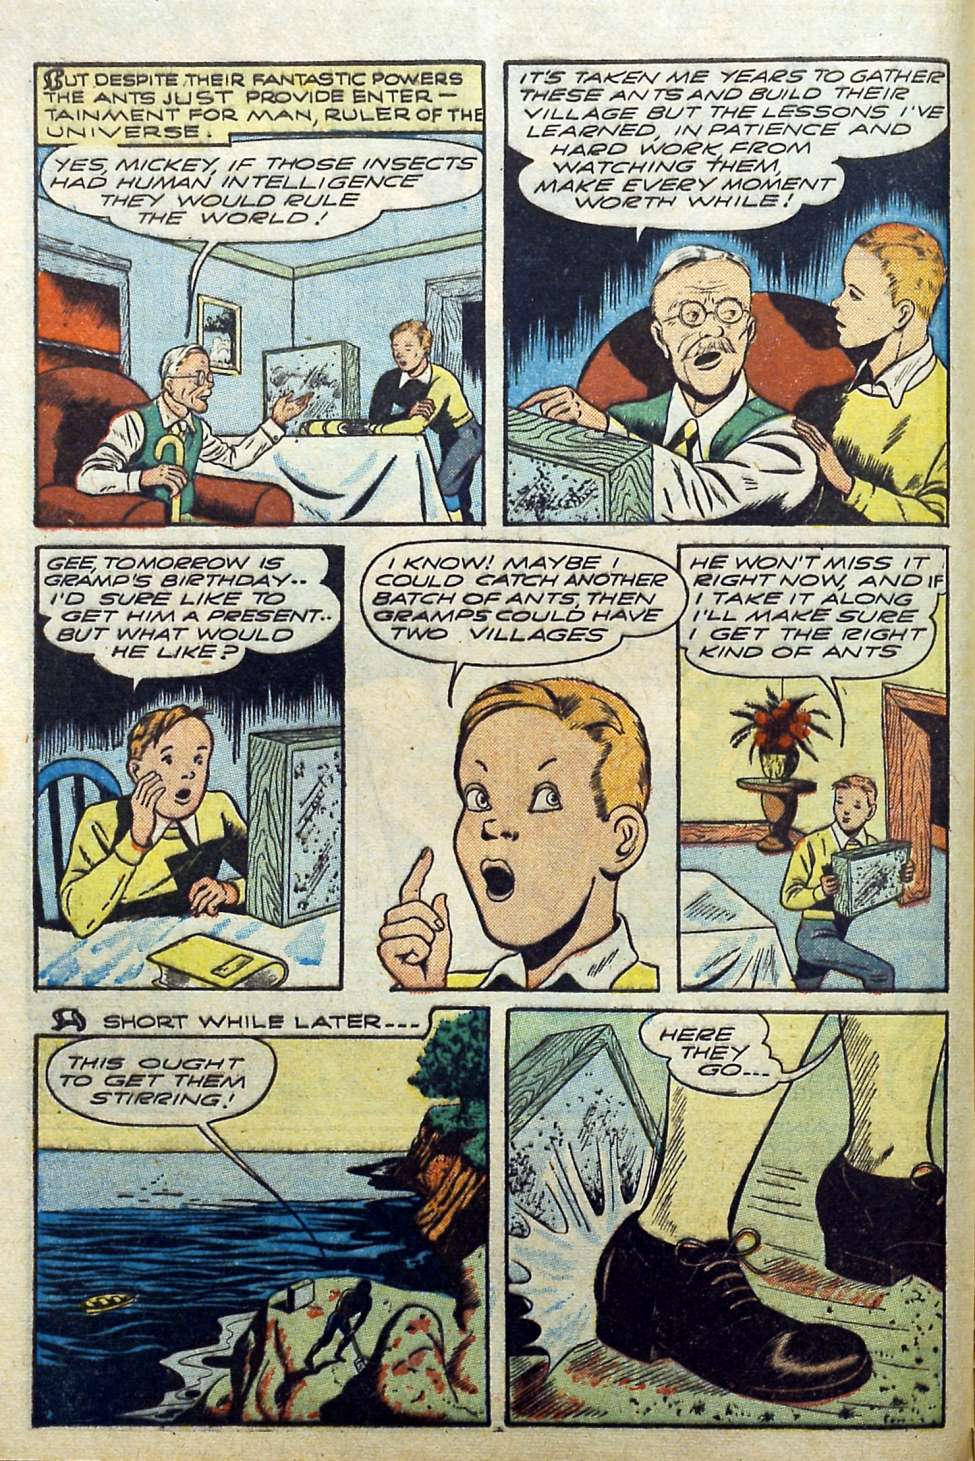 BUT DESPITE THEIR FANTASTIC POWERS
THE ANTS JUST PROVIDE ENTER-
TAINMENT FOR MAN, RULER OF THE
UNIVERSE.
YES, MICKEY, IF THOSE INSECTS
HAD HUMAN INTELLIGENCE
THEY WOULD RULE
THE WORLD!
IT'S TAKEN ME YEARS TO GATHER
THESE ANTS AND BUILD THEIR
VILLAGE BUT THE LESSONS I'VE
LEARNED, IN PATIENCE AND
HARD WORK, FROM
WATCHING THEM,
MAKE EVERY MOMENT
WORTH WHILE!
GEE, TOMORROW IS
GRAMP'S BIRTHDAY--
I'D SURE LIKE TO
GET HIM A PRESENT--
BUT WHAT WOULD
HE LIKE?
I KNOW! MAYBE I
COULD CATCH ANOTHER
BATCH OF ANTS, THEN
GRAMPS COULD HAVE
TWO VILLAGES
HE WON'T MISS IT
RIGHT NOW, AND IF
I TAKE IT ALONG
I'LL MAKE SURE
I GET THE RIGHT
KIND OF ANTS
A SHORT WHILE LATER---
THIS OUGHT
TO GET THEM
STIRRING!
HERE
THEY
GO---